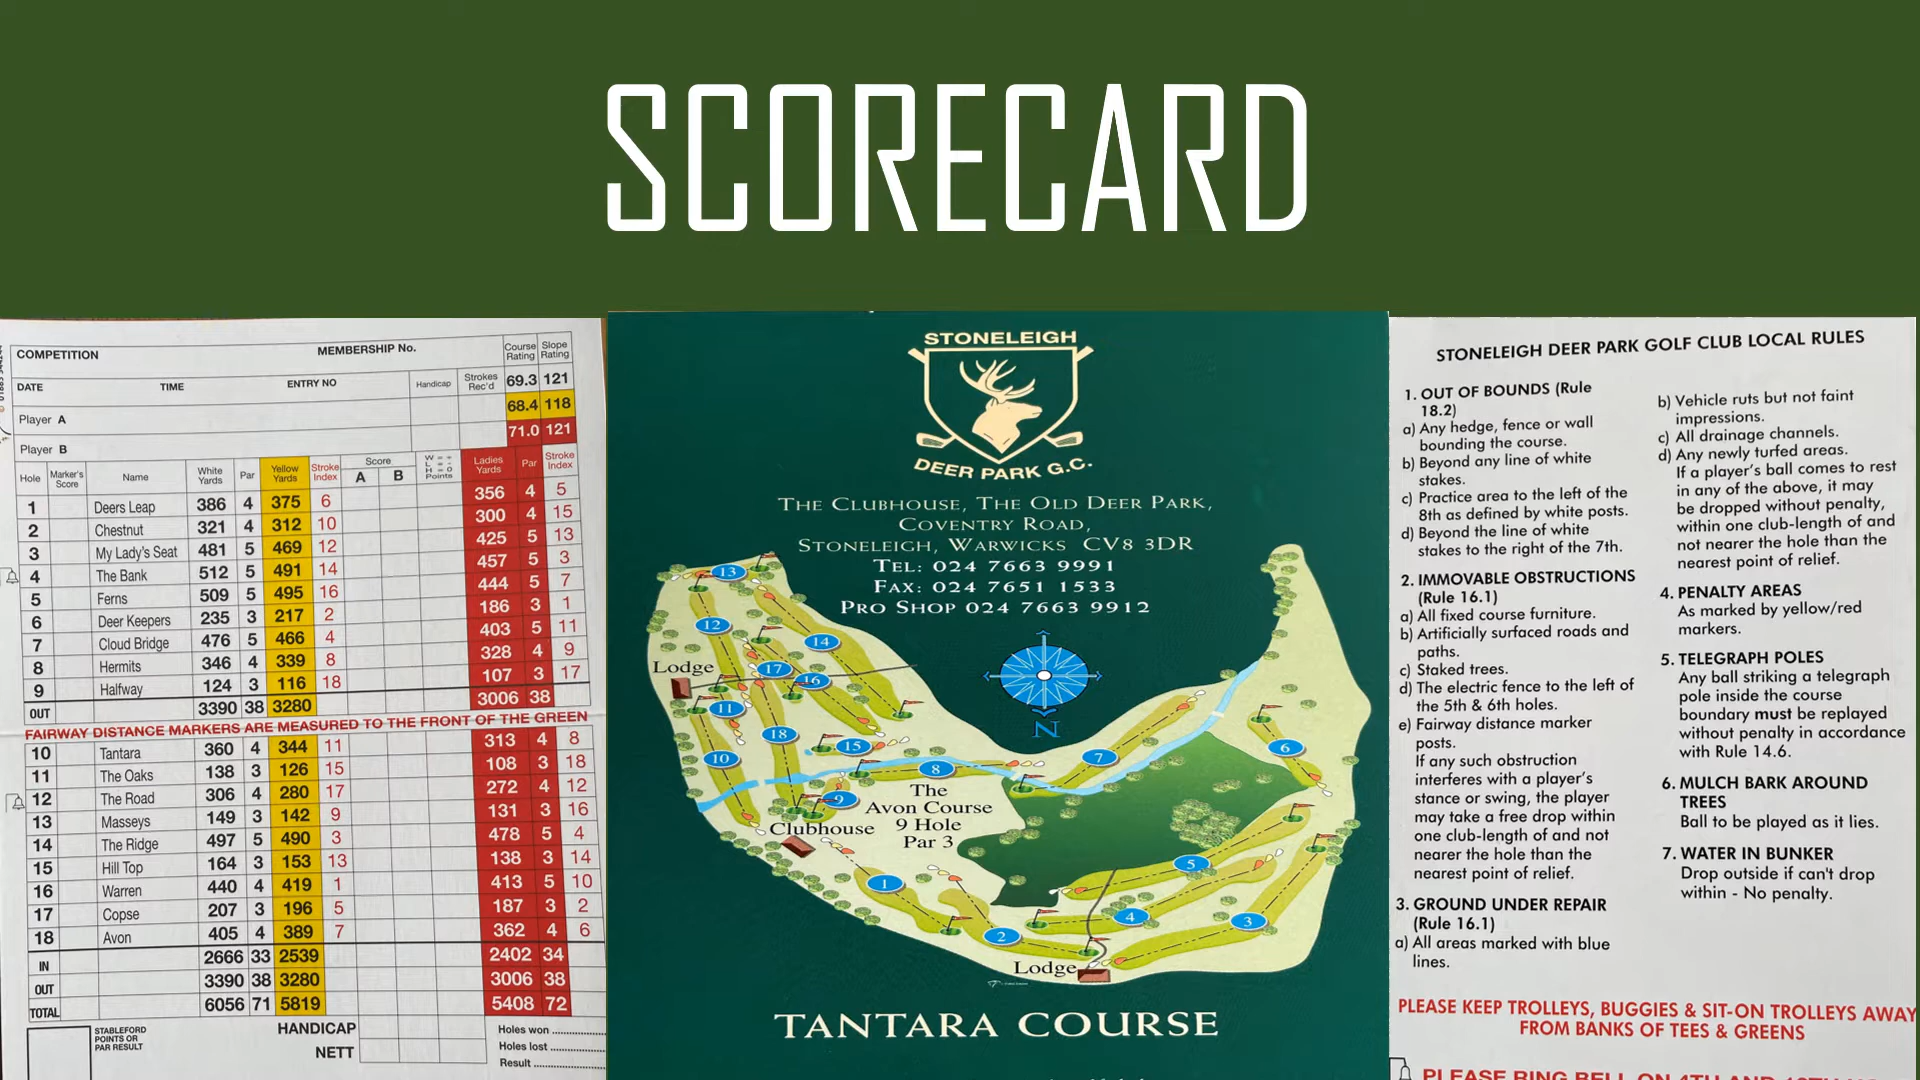 SCORECARD
COMPETITION MEMBERSHIP No. Course Rating Slope Rating
DATE TIME ENTRY NO Handicap Strokes Rec'd 69.3 121
Player A 68.4 118
Player B 71.0 121
Hole Marker's Score Name White Yards Par Yellow Yards Stroke Index Score A B Points Ladies Yards Par Stroke Index
1 Deers Leap 386 4 375 6 356 4 5
2 Chestnut 321 4 312 10 300 4 15
3 My Lady's Seat 481 5 469 12 425 5 13
4 The Bank 512 5 491 14 457 5 3
5 Ferns 509 5 495 16 444 5 7
6 Deer Keepers 235 3 217 2 186 3 1
7 Cloud Bridge 476 5 466 4 403 5 11
8 Hermits 346 4 339 8 328 4 9
9 Halfway 124 3 116 18 107 3 17
OUT 3390 38 3280 3006 38
FAIRWAY DISTANCE MARKERS ARE MEASURED TO THE FRONT OF THE GREEN
10 Tantara 360 4 344 11 313 4 8
11 The Oaks 138 3 126 15 108 3 18
12 The Road 306 4 280 17 272 4 12
13 Masseys 149 3 142 9 131 3 16
14 The Ridge 497 5 490 3 478 5 4
15 Hill Top 164 3 153 13 138 3 14
16 Warren 440 4 419 1 413 5 10
17 Copse 207 3 196 5 187 3 2
18 Avon 405 4 389 7 362 4 6
IN 2666 33 2539 2402 34
OUT 3390 38 3280 3006 38
TOTAL 6056 71 5819 5408 72
STABLEFORD
POINTS OR
PAR RESULT
HANDICAP
NETT
Holes won ..............
Holes lost ..............
Result ..............
STONELEIGH
DEER PARK G.C.
THE CLUBHOUSE, THE OLD DEER PARK,
COVENTRY ROAD,
STONELEIGH, WARWICKS CV8 3DR
TEL: 024 7663 9991
FAX: 024 7651 1533
PRO SHOP 024 7663 9912
13
12
14
Lodge
17
16
11
N
18
15
10
8
7
6
9
The
Avon Course
9 Hole
Par 3
Clubhouse
1
5
2
4
3
Lodge
TANTARA COURSE
STONELEIGH DEER PARK GOLF CLUB LOCAL RULES
1. OUT OF BOUNDS (Rule
18.2)
a) Any hedge, fence or wall
bounding the course.
b) Beyond any line of white
stakes.
c) Practice area to the left of the
8th as defined by white posts.
d) Beyond the line of white
stakes to the right of the 7th.
2. IMMOVABLE OBSTRUCTIONS
(Rule 16.1)
a) All fixed course furniture.
b) Artificially surfaced roads and
paths.
c) Staked trees.
d) The electric fence to the left of
the 5th & 6th holes.
e) Fairway distance marker
posts.
If any such obstruction
interferes with a player's
stance or swing, the player
may take a free drop within
one club-length of and not
nearer the hole than the
nearest point of relief.
3. GROUND UNDER REPAIR
(Rule 16.1)
a) All areas marked with blue
lines.
b) Vehicle ruts but not faint
impressions.
c) All drainage channels.
d) Any newly turfed areas.
If a player's ball comes to rest
in any of the above, it may
be dropped without penalty,
within one club-length of and
not nearer the hole than the
nearest point of relief.
4. PENALTY AREAS
As marked by yellow/red
markers.
5. TELEGRAPH POLES
Any ball striking a telegraph
pole inside the course
boundary must be replayed
without penalty in accordance
with Rule 14.6.
6. MULCH BARK AROUND
TREES
Ball to be played as it lies.
7. WATER IN BUNKER
Drop outside if can't drop
within - No penalty.
PLEASE KEEP TROLLEYS, BUGGIES & SIT-ON TROLLEYS AWAY
FROM BANKS OF TEES & GREENS
PLEASE RING BELL ON 4TH AND